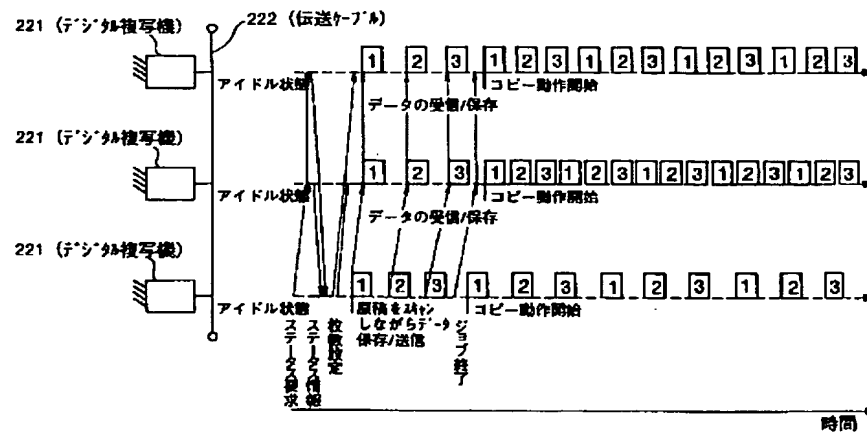 221 (デジタル複写機)
222 (伝送ケーブル)
1 2 3 1 2 3 1 2 3 1 2 3 1 2 3
アイドル状態
コピー動作開始
データの受信/保存
221 (デジタル複写機)
1 2 3 1 2 3 1 2 3 1 2 3 1 2 3 1 2 3
アイドル状態
コピー動作開始
データの受信/保存
221 (デジタル複写機)
1 2 3 1 2 3 1 2 3 1 2 3
アイドル状態
ステータス要求
ステータス情報
枚数設定
原稿をスキャン
しながらデータ
保存/送信
ジョブ終了
コピー動作開始
時間